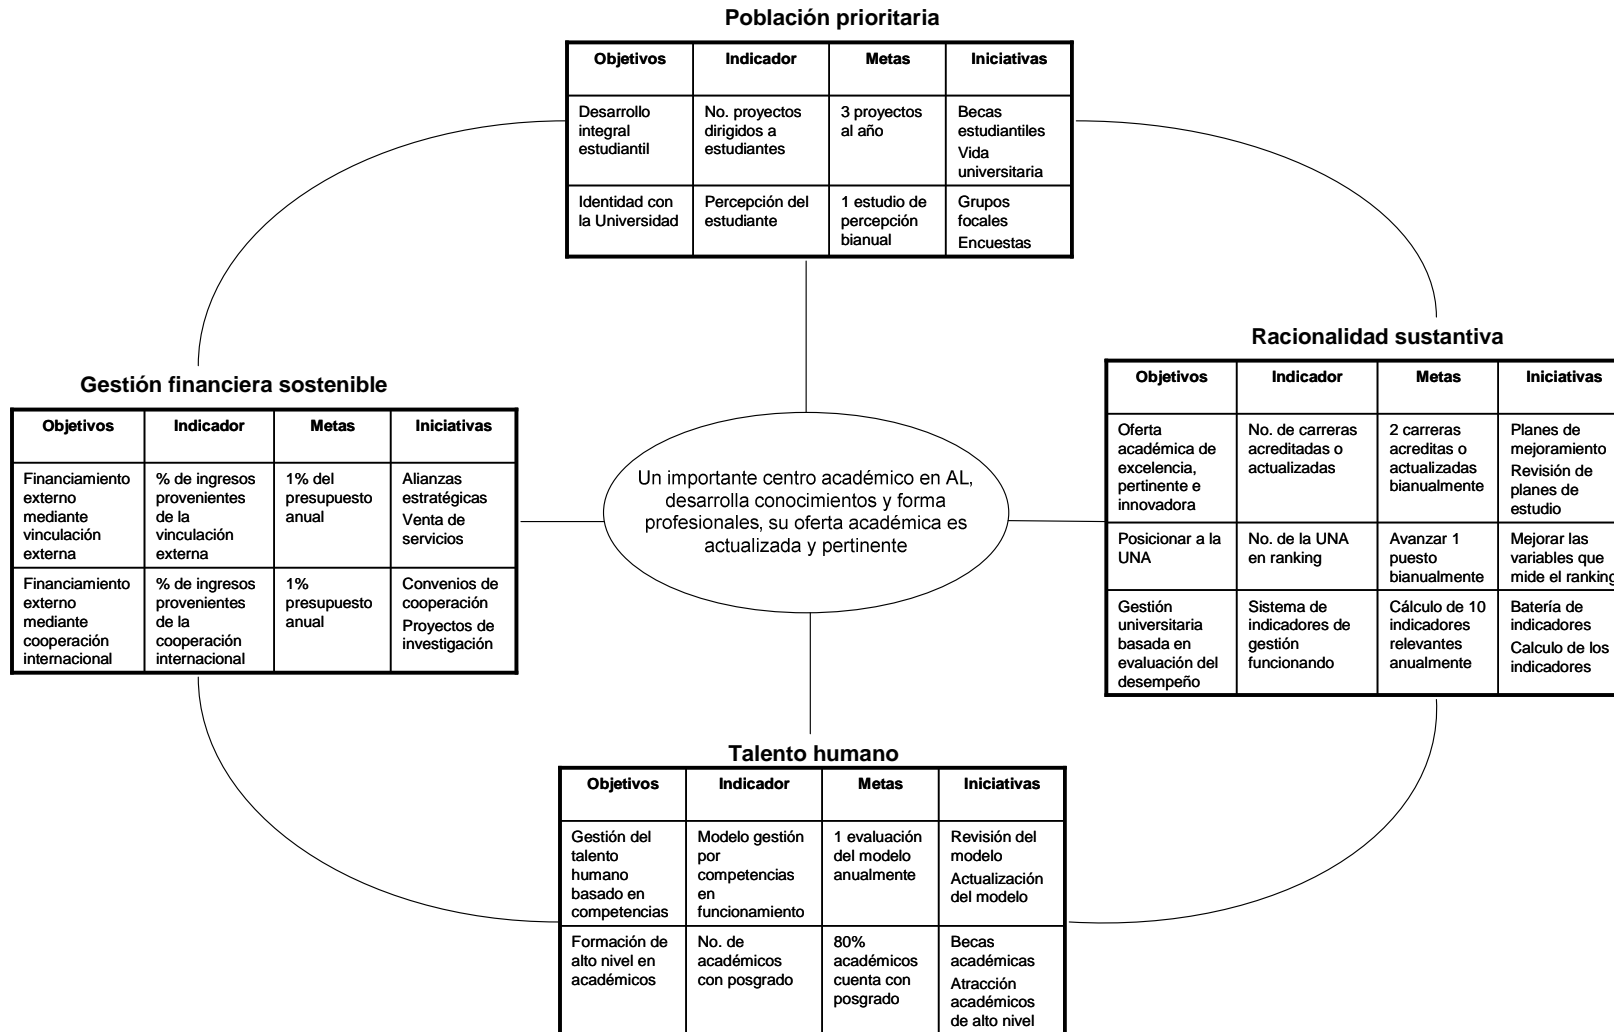 Población prioritaria
Objetivos Indicador Metas Iniciativas
Desarrollo
integral
estudiantil
No. proyectos
dirigidos a
estudiantes
3 proyectos
al año
Becas
estudiantiles
Vida
universitaria
Identidad con
la Universidad
Percepción del
estudiante
1 estudio de
percepción
bianual
Grupos
focales
Encuestas
Gestión financiera sostenible
Objetivos Indicador Metas Iniciativas
Financiamiento
externo
mediante
vinculación
externa
% de ingresos
provenientes
de la
vinculación
externa
1% del
presupuesto
anual
Alianzas
estratégicas
Venta de
servicios
Financiamiento
externo
mediante
cooperación
internacional
% de ingresos
provenientes
de la
cooperación
internacional
1%
presupuesto
anual
Convenios de
cooperación
Proyectos de
investigación
Un importante centro académico en AL,
desarrolla conocimientos y forma
profesionales, su oferta académica es
actualizada y pertinente
Racionalidad sustantiva
Objetivos Indicador Metas Iniciativas
Oferta
académica de
excelencia,
pertinente e
innovadora
No. de carreras
acreditadas o
actualizadas
2 carreras
acreditas o
actualizadas
bianualmente
Planes de
mejoramiento
Revisión de
planes de
estudio
Posicionar a la
UNA
No. de la UNA
en ranking
Avanzar 1
puesto
bianualmente
Mejorar las
variables que
mide el ranking
Gestión
universitaria
basada en
evaluación del
desempeño
Sistema de
indicadores de
gestión
funcionando
Cálculo de 10
indicadores
relevantes
anualmente
Batería de
indicadores
Calculo de los
indicadores
Talento humano
Objetivos Indicador Metas Iniciativas
Gestión del
talento
humano
basado en
competencias
Modelo gestión
por
competencias
en
funcionamiento
1 evaluación
del modelo
anualmente
Revisión del
modelo
Actualización
del modelo
Formación de
alto nivel en
académicos
No. de
académicos
con posgrado
80%
académicos
cuenta con
posgrado
Becas
académicas
Atracción
académicos
de alto nivel